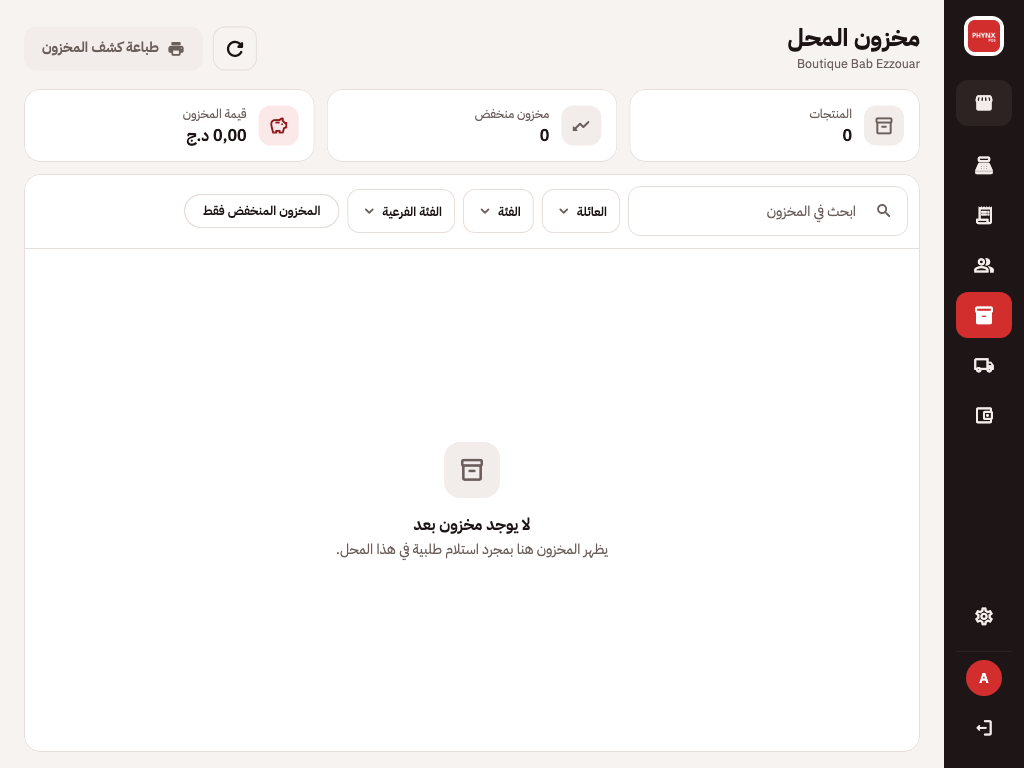 PHYNX
مخزون المحل
Boutique Bab Ezzouar
طباعة كشف المخزون
المنتجات
0
مخزون منخفض
0
قيمة المخزون
0,00 د.ج
ابحث في المخزون
العائلة
الفئة
الفئة الفرعية
المخزون المنخفض فقط
لا يوجد مخزون بعد
يظهر المخزون هنا بمجرد استلام طلبية في هذا المحل.
A